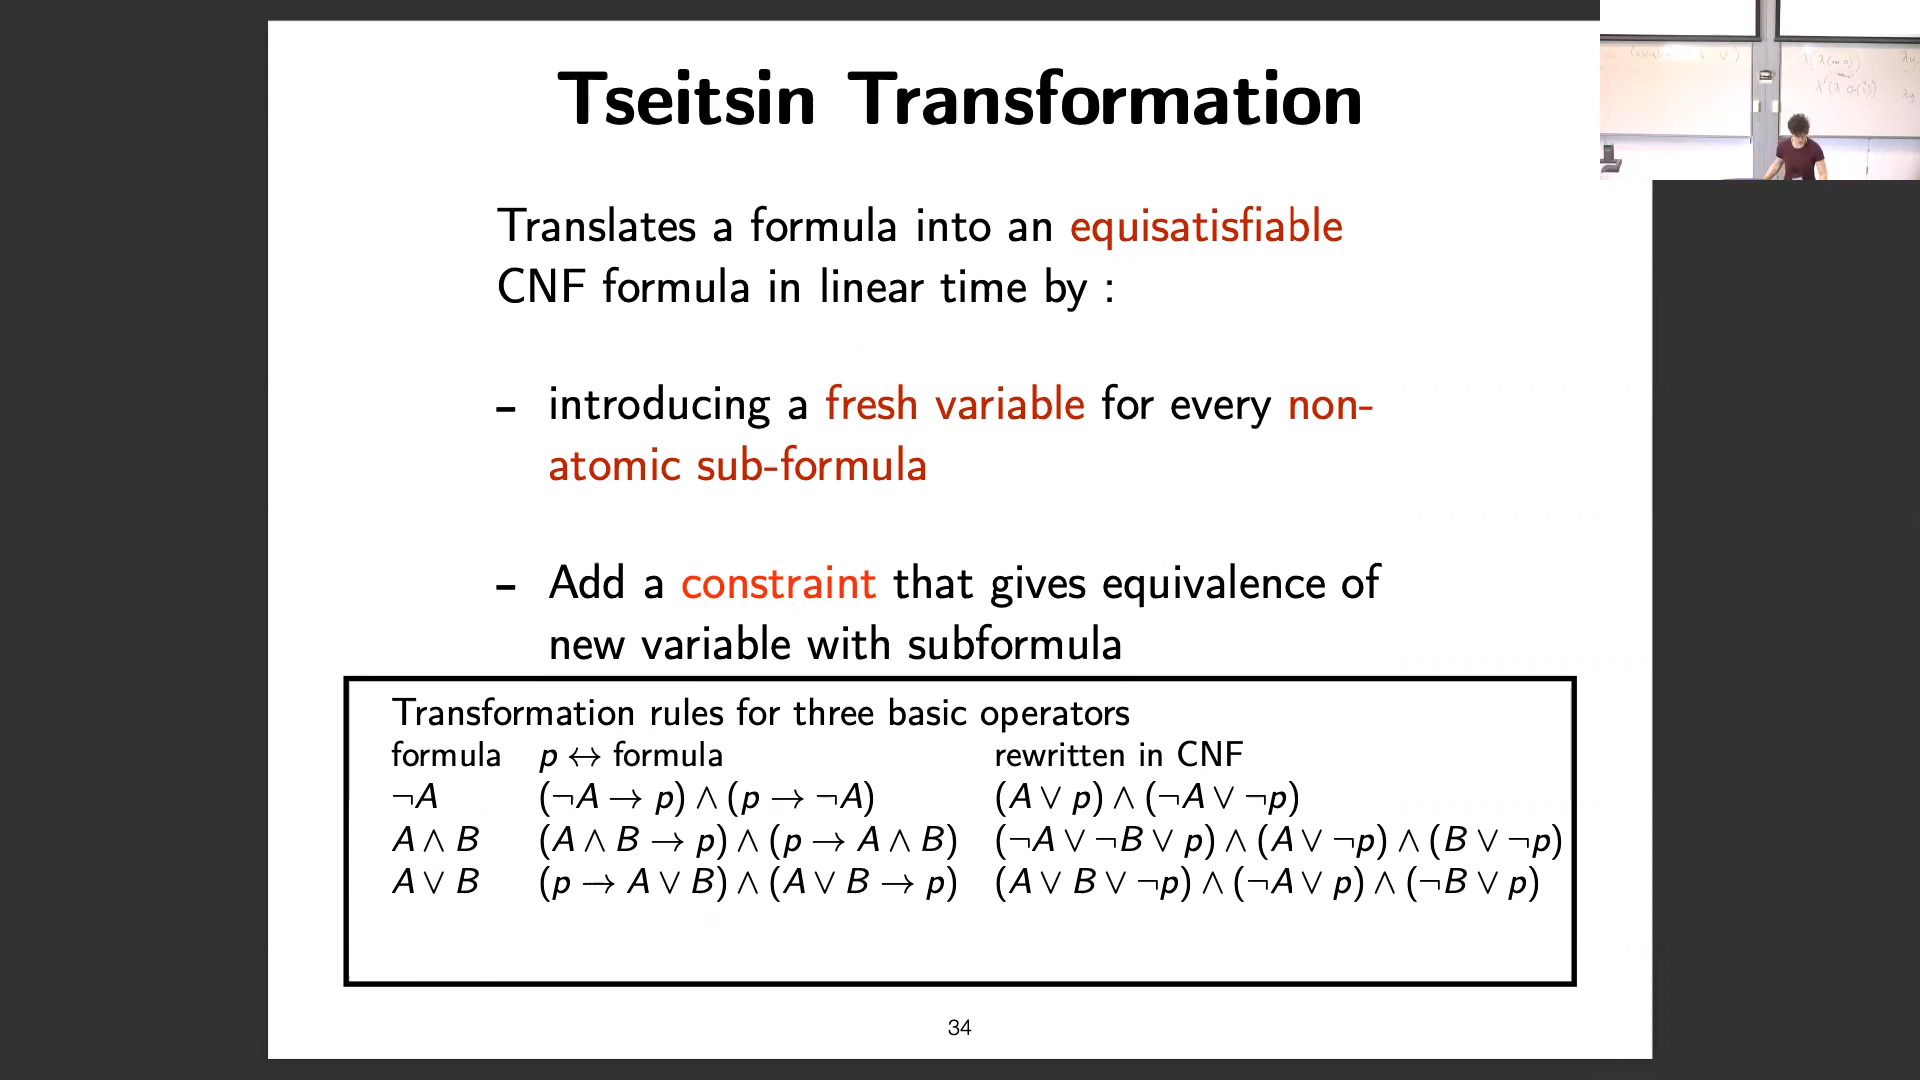 Tseitsin Transformation
Translates a formula into an equisatisfiable
CNF formula in linear time by :
– introducing a fresh variable for every non-
atomic sub-formula
– Add a constraint that gives equivalence of
new variable with subformula
Transformation rules for three basic operators
formula p ↔ formula rewritten in CNF
¬A (¬A → p) ∧ (p → ¬A) (A ∨ p) ∧ (¬A ∨ ¬p)
A ∧ B (A ∧ B → p) ∧ (p → A ∧ B) (¬A ∨ ¬B ∨ p) ∧ (A ∨ ¬p) ∧ (B ∨ ¬p)
A ∨ B (p → A ∨ B) ∧ (A ∨ B → p) (A ∨ B ∨ ¬p) ∧ (¬A ∨ p) ∧ (¬B ∨ p)
34